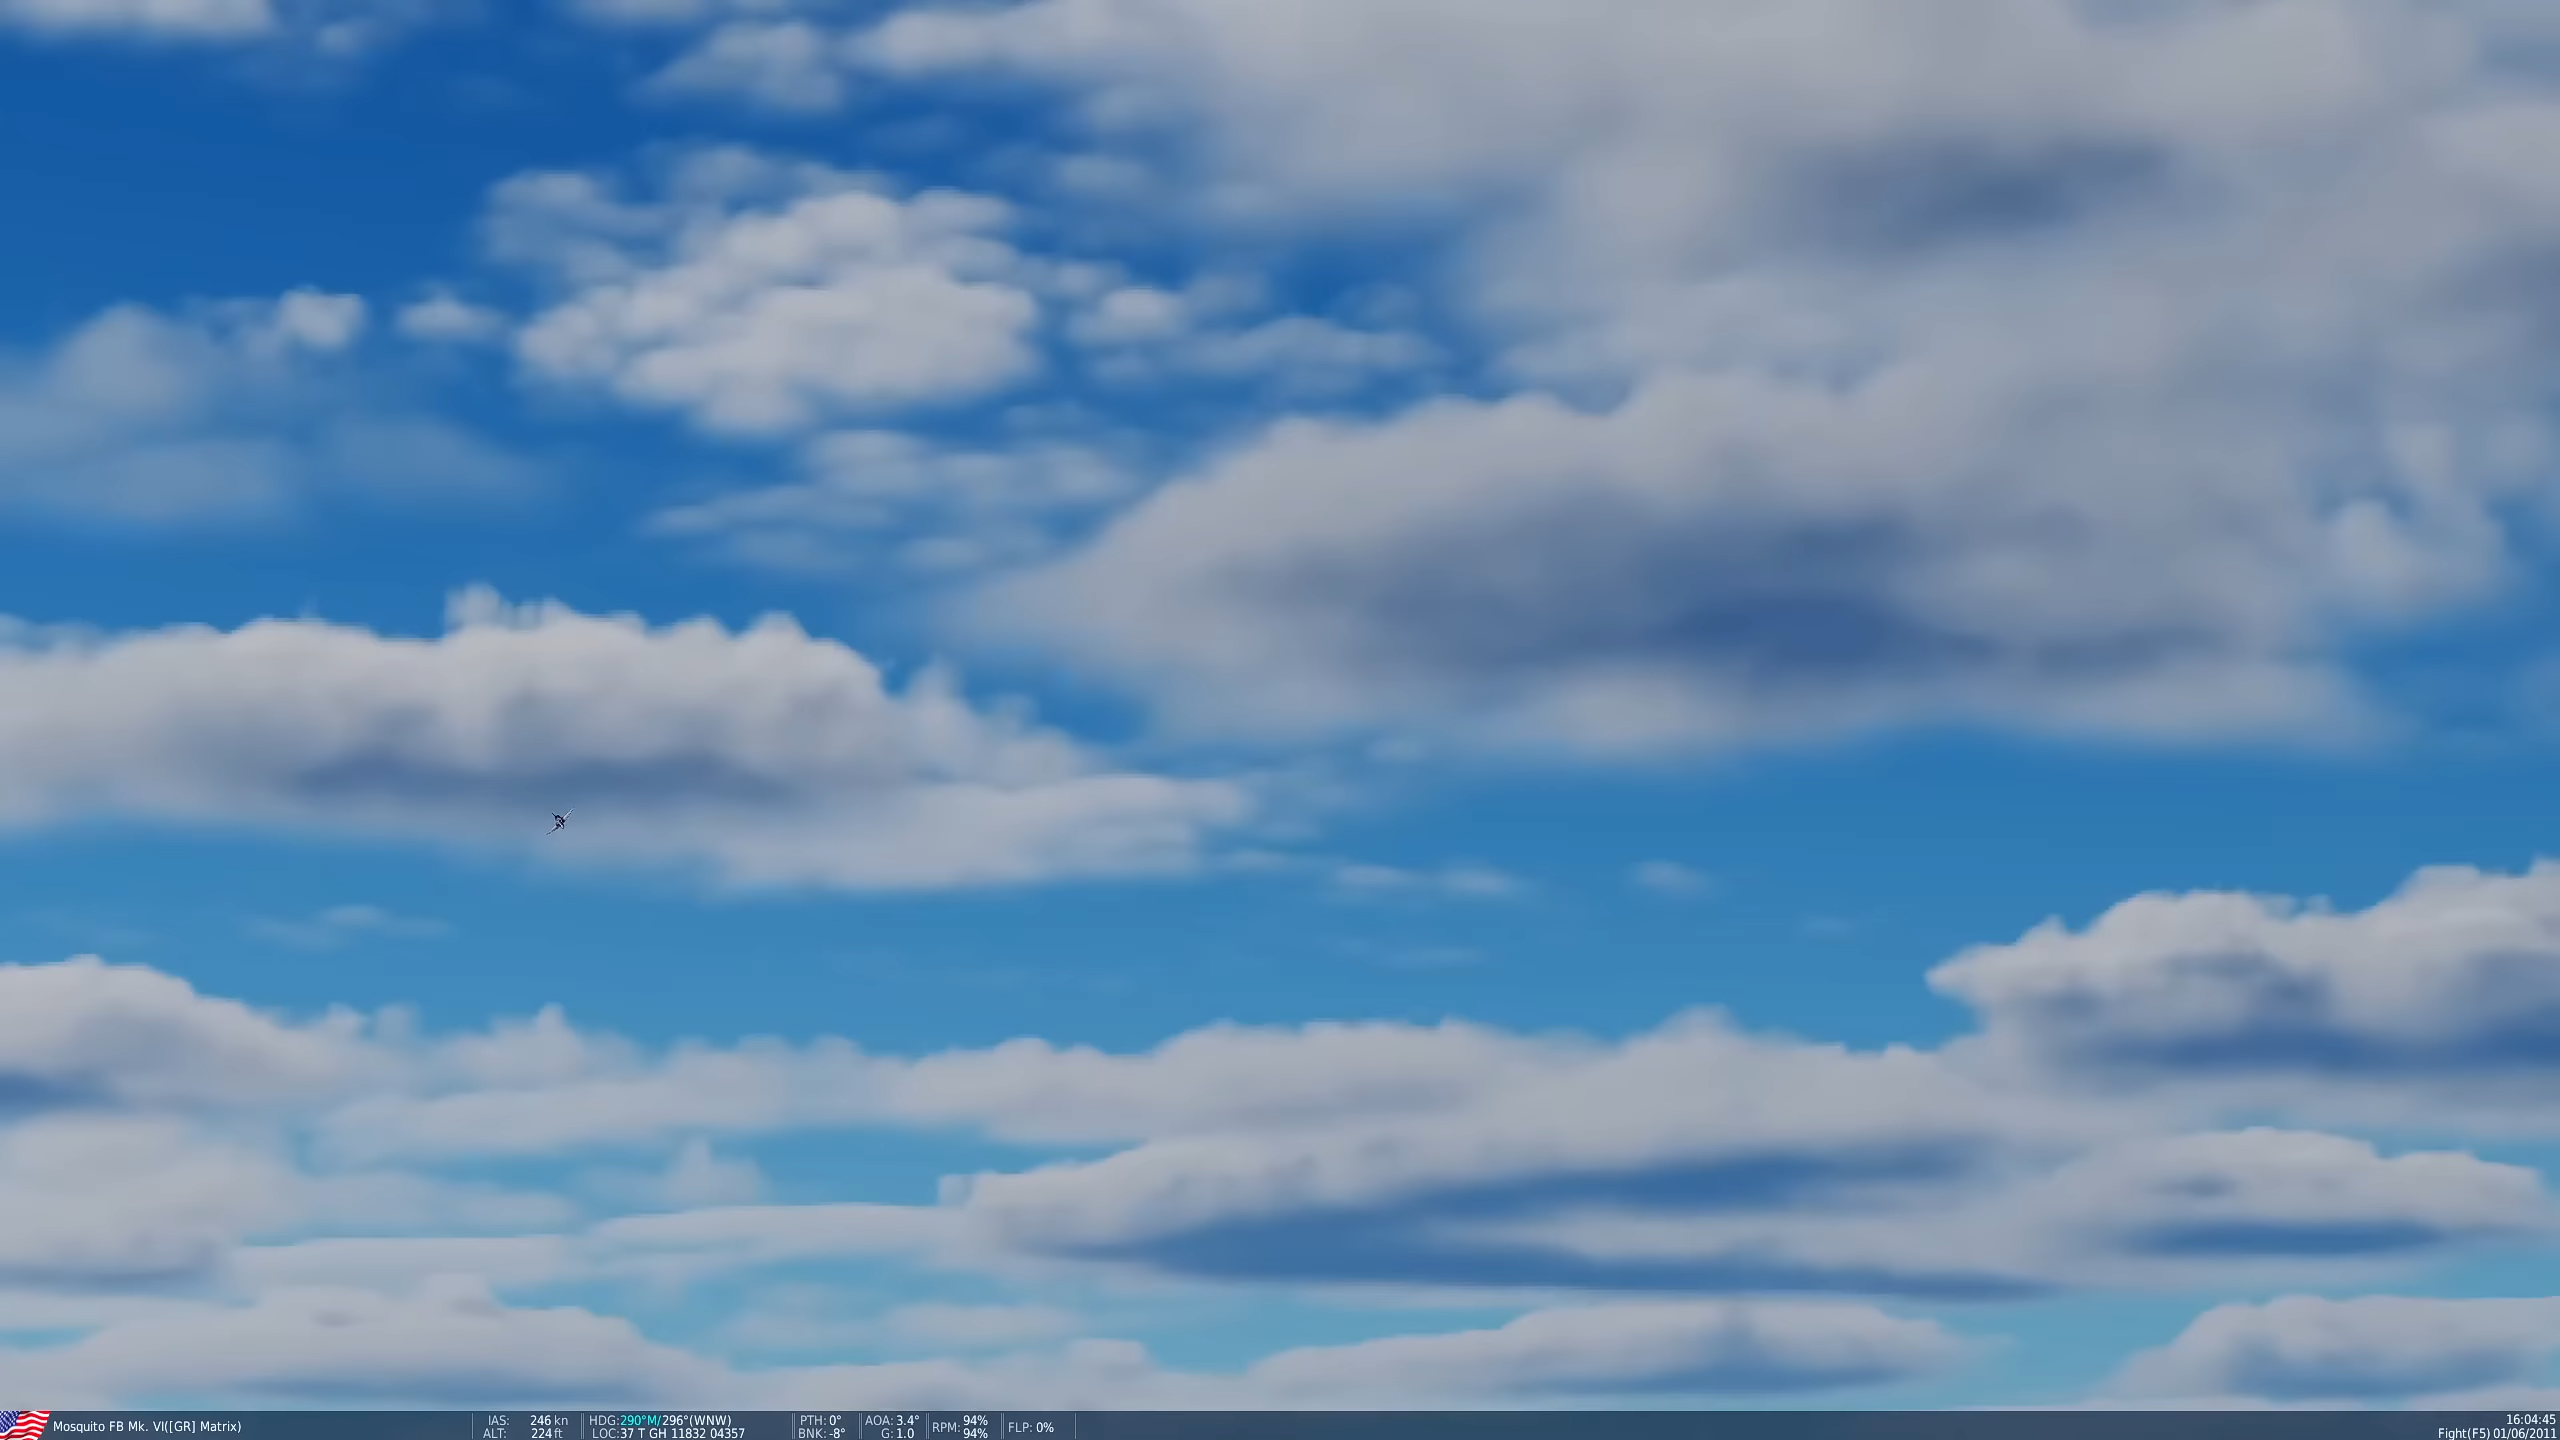 Mosquito FB Mk. VI([GR] Matrix)
IAS: 246 kn
ALT: 224 ft
HDG:290°M/296°(WNW)
LOC:37 T GH 11832 04357
PTH: 0°
BNK: -8°
AOA: 3.4°
G: 1.0
RPM: 94%
94%
FLP: 0%
16:04:45
Fight(F5) 01/06/2011